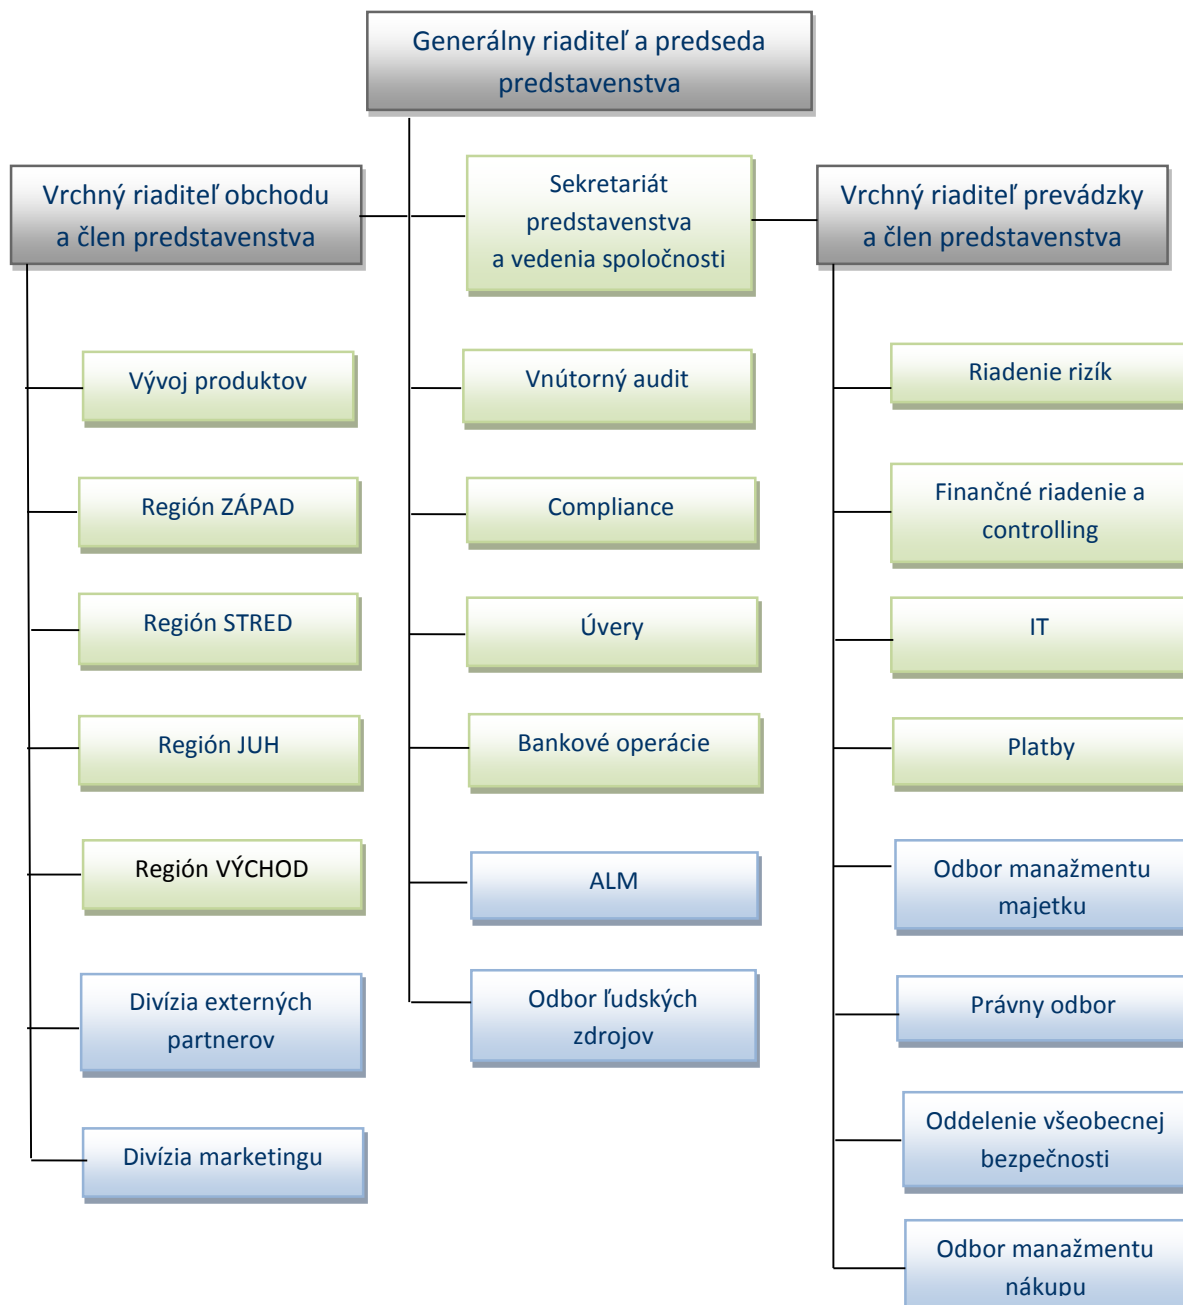 Generálny riaditeľ a predseda
predstavenstva
Vrchný riaditeľ obchodu
a člen predstavenstva
Sekretariát
predstavenstva
a vedenia spoločnosti
Vrchný riaditeľ prevádzky
a člen predstavenstva
Vývoj produktov
Región ZÁPAD
Región STRED
Región JUH
Región VÝCHOD
Divízia externých
partnerov
Divízia marketingu
Vnútorný audit
Compliance
Úvery
Bankové operácie
ALM
Odbor ľudských
zdrojov
Riadenie rizík
Finančné riadenie a
controlling
IT
Platby
Odbor manažmentu
majetku
Právny odbor
Oddelenie všeobecnej
bezpečnosti
Odbor manažmentu
nákupu